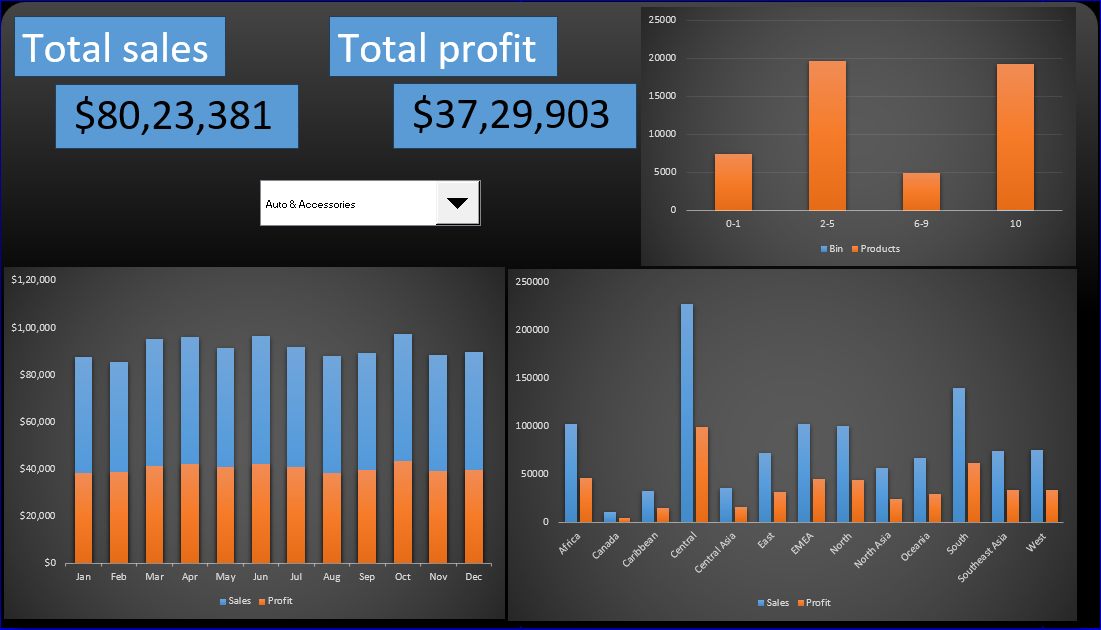 Total sales
Total profit
$80,23,381
$37,29,903
Auto & Accessories
25000
20000
15000
10000
5000
0
0-1 2-5 6-9 10
Bin Products
$1,20,000
$1,00,000
$80,000
$60,000
$40,000
$20,000
$0
Jan Feb Mar Apr May Jun Jul Aug Sep Oct Nov Dec
Sales Profit
250000
200000
150000
100000
50000
0
Africa Canada Caribbean Central Central Asia East EMEA North North Asia Oceania South Southeast Asia West
Sales Profit